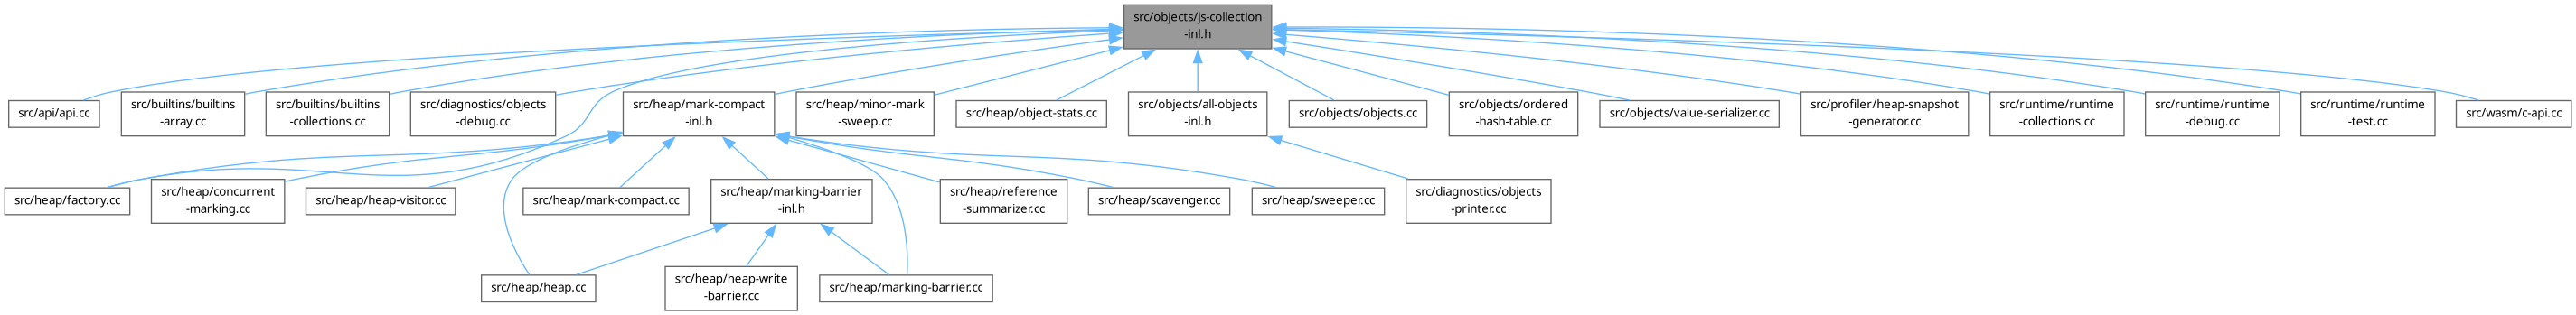 src/objects/js-collection
-inl.h
src/api/api.cc
src/builtins/builtins
-array.cc
src/builtins/builtins
-collections.cc
src/diagnostics/objects
-debug.cc
src/heap/mark-compact
-inl.h
src/heap/minor-mark
-sweep.cc
src/heap/object-stats.cc
src/objects/all-objects
-inl.h
src/objects/objects.cc
src/objects/ordered
-hash-table.cc
src/objects/value-serializer.cc
src/profiler/heap-snapshot
-generator.cc
src/runtime/runtime
-collections.cc
src/runtime/runtime
-debug.cc
src/runtime/runtime
-test.cc
src/wasm/c-api.cc
src/heap/factory.cc
src/heap/concurrent
-marking.cc
src/heap/heap-visitor.cc
src/heap/mark-compact.cc
src/heap/marking-barrier
-inl.h
src/heap/reference
-summarizer.cc
src/heap/scavenger.cc
src/heap/sweeper.cc
src/diagnostics/objects
-printer.cc
src/heap/heap.cc
src/heap/heap-write
-barrier.cc
src/heap/marking-barrier.cc